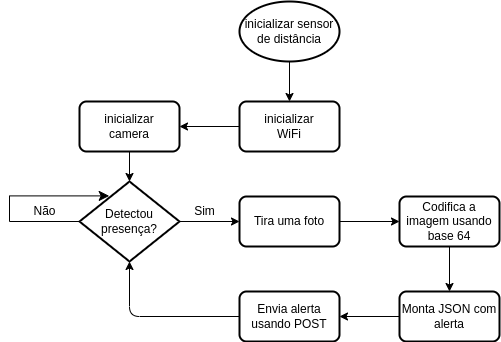 inicializar sensor
de distância
inicializar
camera
inicializar
WiFi
Não
Detectou
presença?
Sim
Tira uma foto
Codifica a
imagem usando
base 64
Envia alerta
usando POST
Monta JSON com
alerta